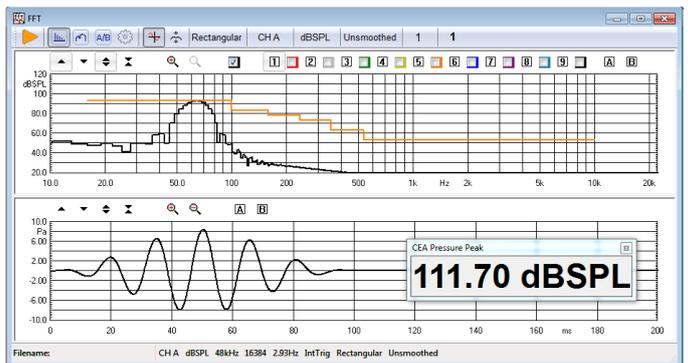 FFT
A/B Rectangular CH A dBSPL Unsmoothed 1 1
1 2 3 4 5 6 7 8 9 A B
120
dBSPL
100
80.0
60.0
40.0
20.0
10.0 20.0 50.0 100 200 500 1k Hz 2k 5k 10k 20k
A B
10.0
Pa
6.00
2.00
-2.00
-6.00
-10.0
CEA Pressure Peak
111.70 dBSPL
0 20 40 60 80 100 120 140 160 ms 180 200
Filename: CH A dBSPL 48kHz 16384 2.93Hz IntTrig Rectangular Unsmoothed